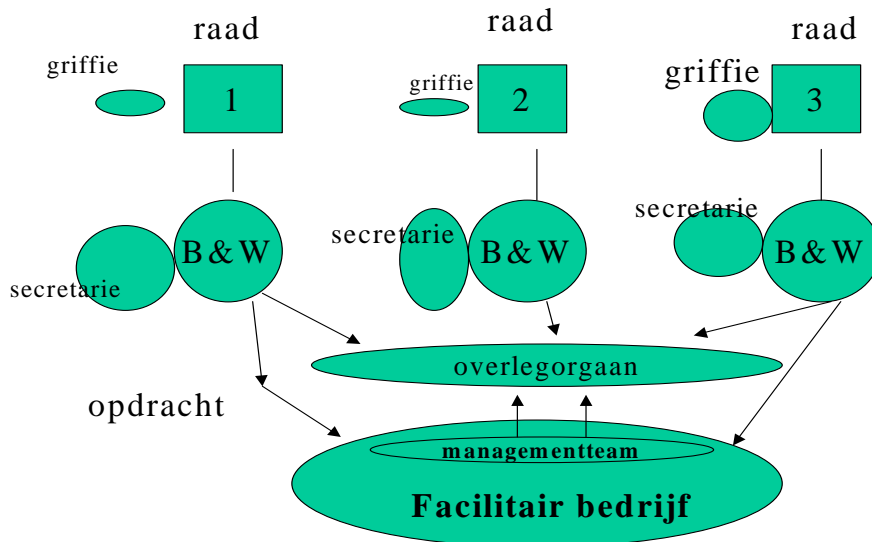 raad
raad
raad
griffie
griffie
griffie
1
2
3
secretarie
secretarie
secretarie
B&W
B&W
B&W
overlegorgaan
opdracht
managementteam
Facilitair bedrijf